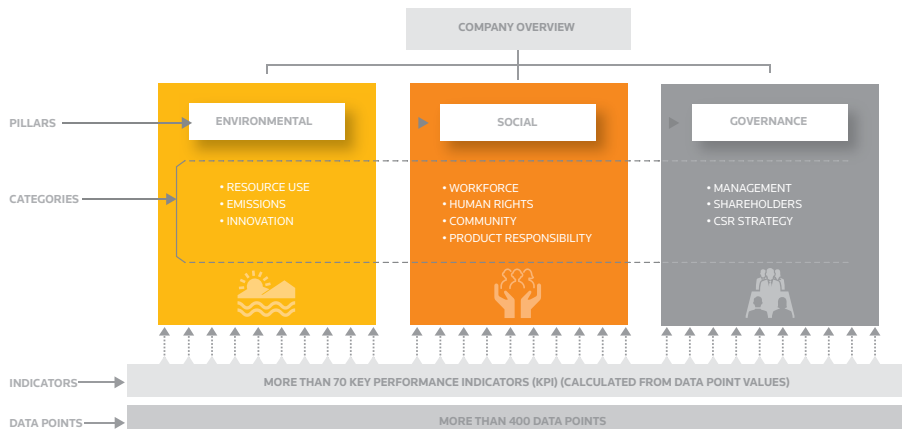 COMPANY OVERVIEW
PILLARS
ENVIRONMENTAL
SOCIAL
GOVERNANCE
CATEGORIES
• RESOURCE USE
• EMISSIONS
• INNOVATION
• WORKFORCE
• HUMAN RIGHTS
• COMMUNITY
• PRODUCT RESPONSIBILITY
• MANAGEMENT
• SHAREHOLDERS
• CSR STRATEGY
INDICATORS
MORE THAN 70 KEY PERFORMANCE INDICATORS (KPI) (CALCULATED FROM DATA POINT VALUES)
DATA POINTS
MORE THAN 400 DATA POINTS